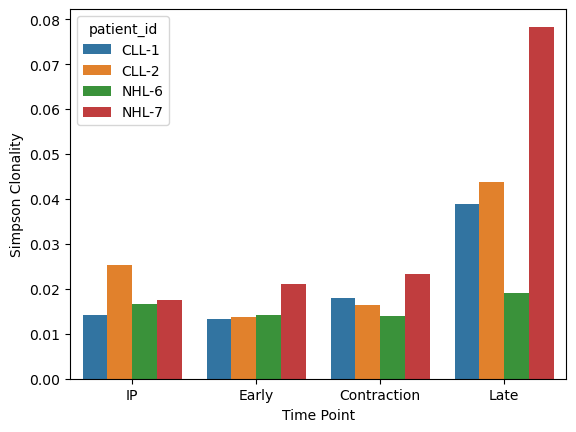 patient_id
CLL-1
CLL-2
NHL-6
NHL-7
Simpson Clonality
0.08
0.07
0.06
0.05
0.04
0.03
0.02
0.01
0.00
IP Early Contraction Late
Time Point